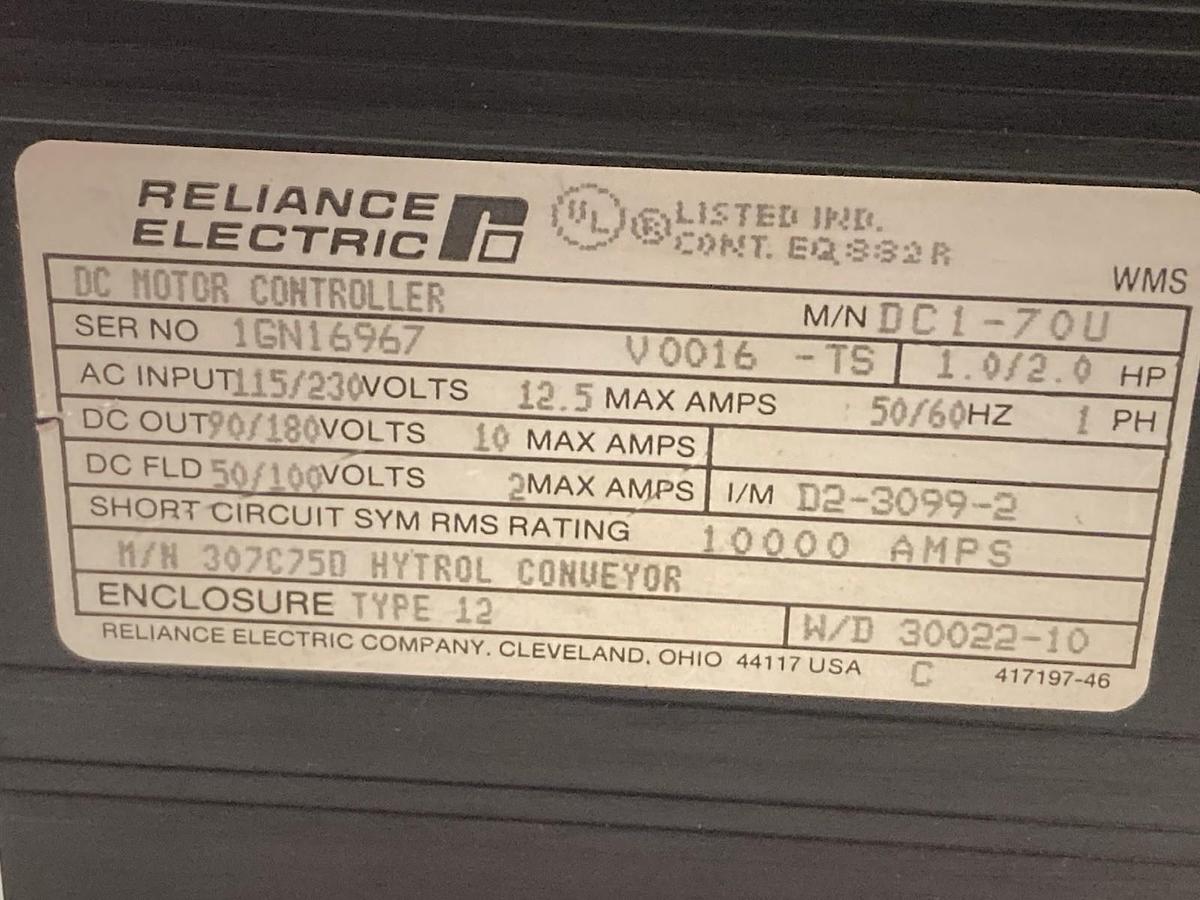 RELIANCE
ELECTRIC
UL ® LISTED IND.
CONT. EQ 882R
WMS
DC MOTOR CONTROLLER M/N DC1-70U
SER NO 1GN16967 V0016 -TS 1.0/2.0 HP
AC INPUT 115/230 VOLTS 12.5 MAX AMPS 50/60 HZ 1 PH
DC OUT 90/180 VOLTS 10 MAX AMPS
DC FLD 50/100 VOLTS 2 MAX AMPS I/M D2-3099-2
SHORT CIRCUIT SYM RMS RATING 10000 AMPS
M/N 307C75D HYTROL CONVEYOR
ENCLOSURE TYPE 12 W/D 30022-10
RELIANCE ELECTRIC COMPANY. CLEVELAND, OHIO 44117 USA C 417197-46